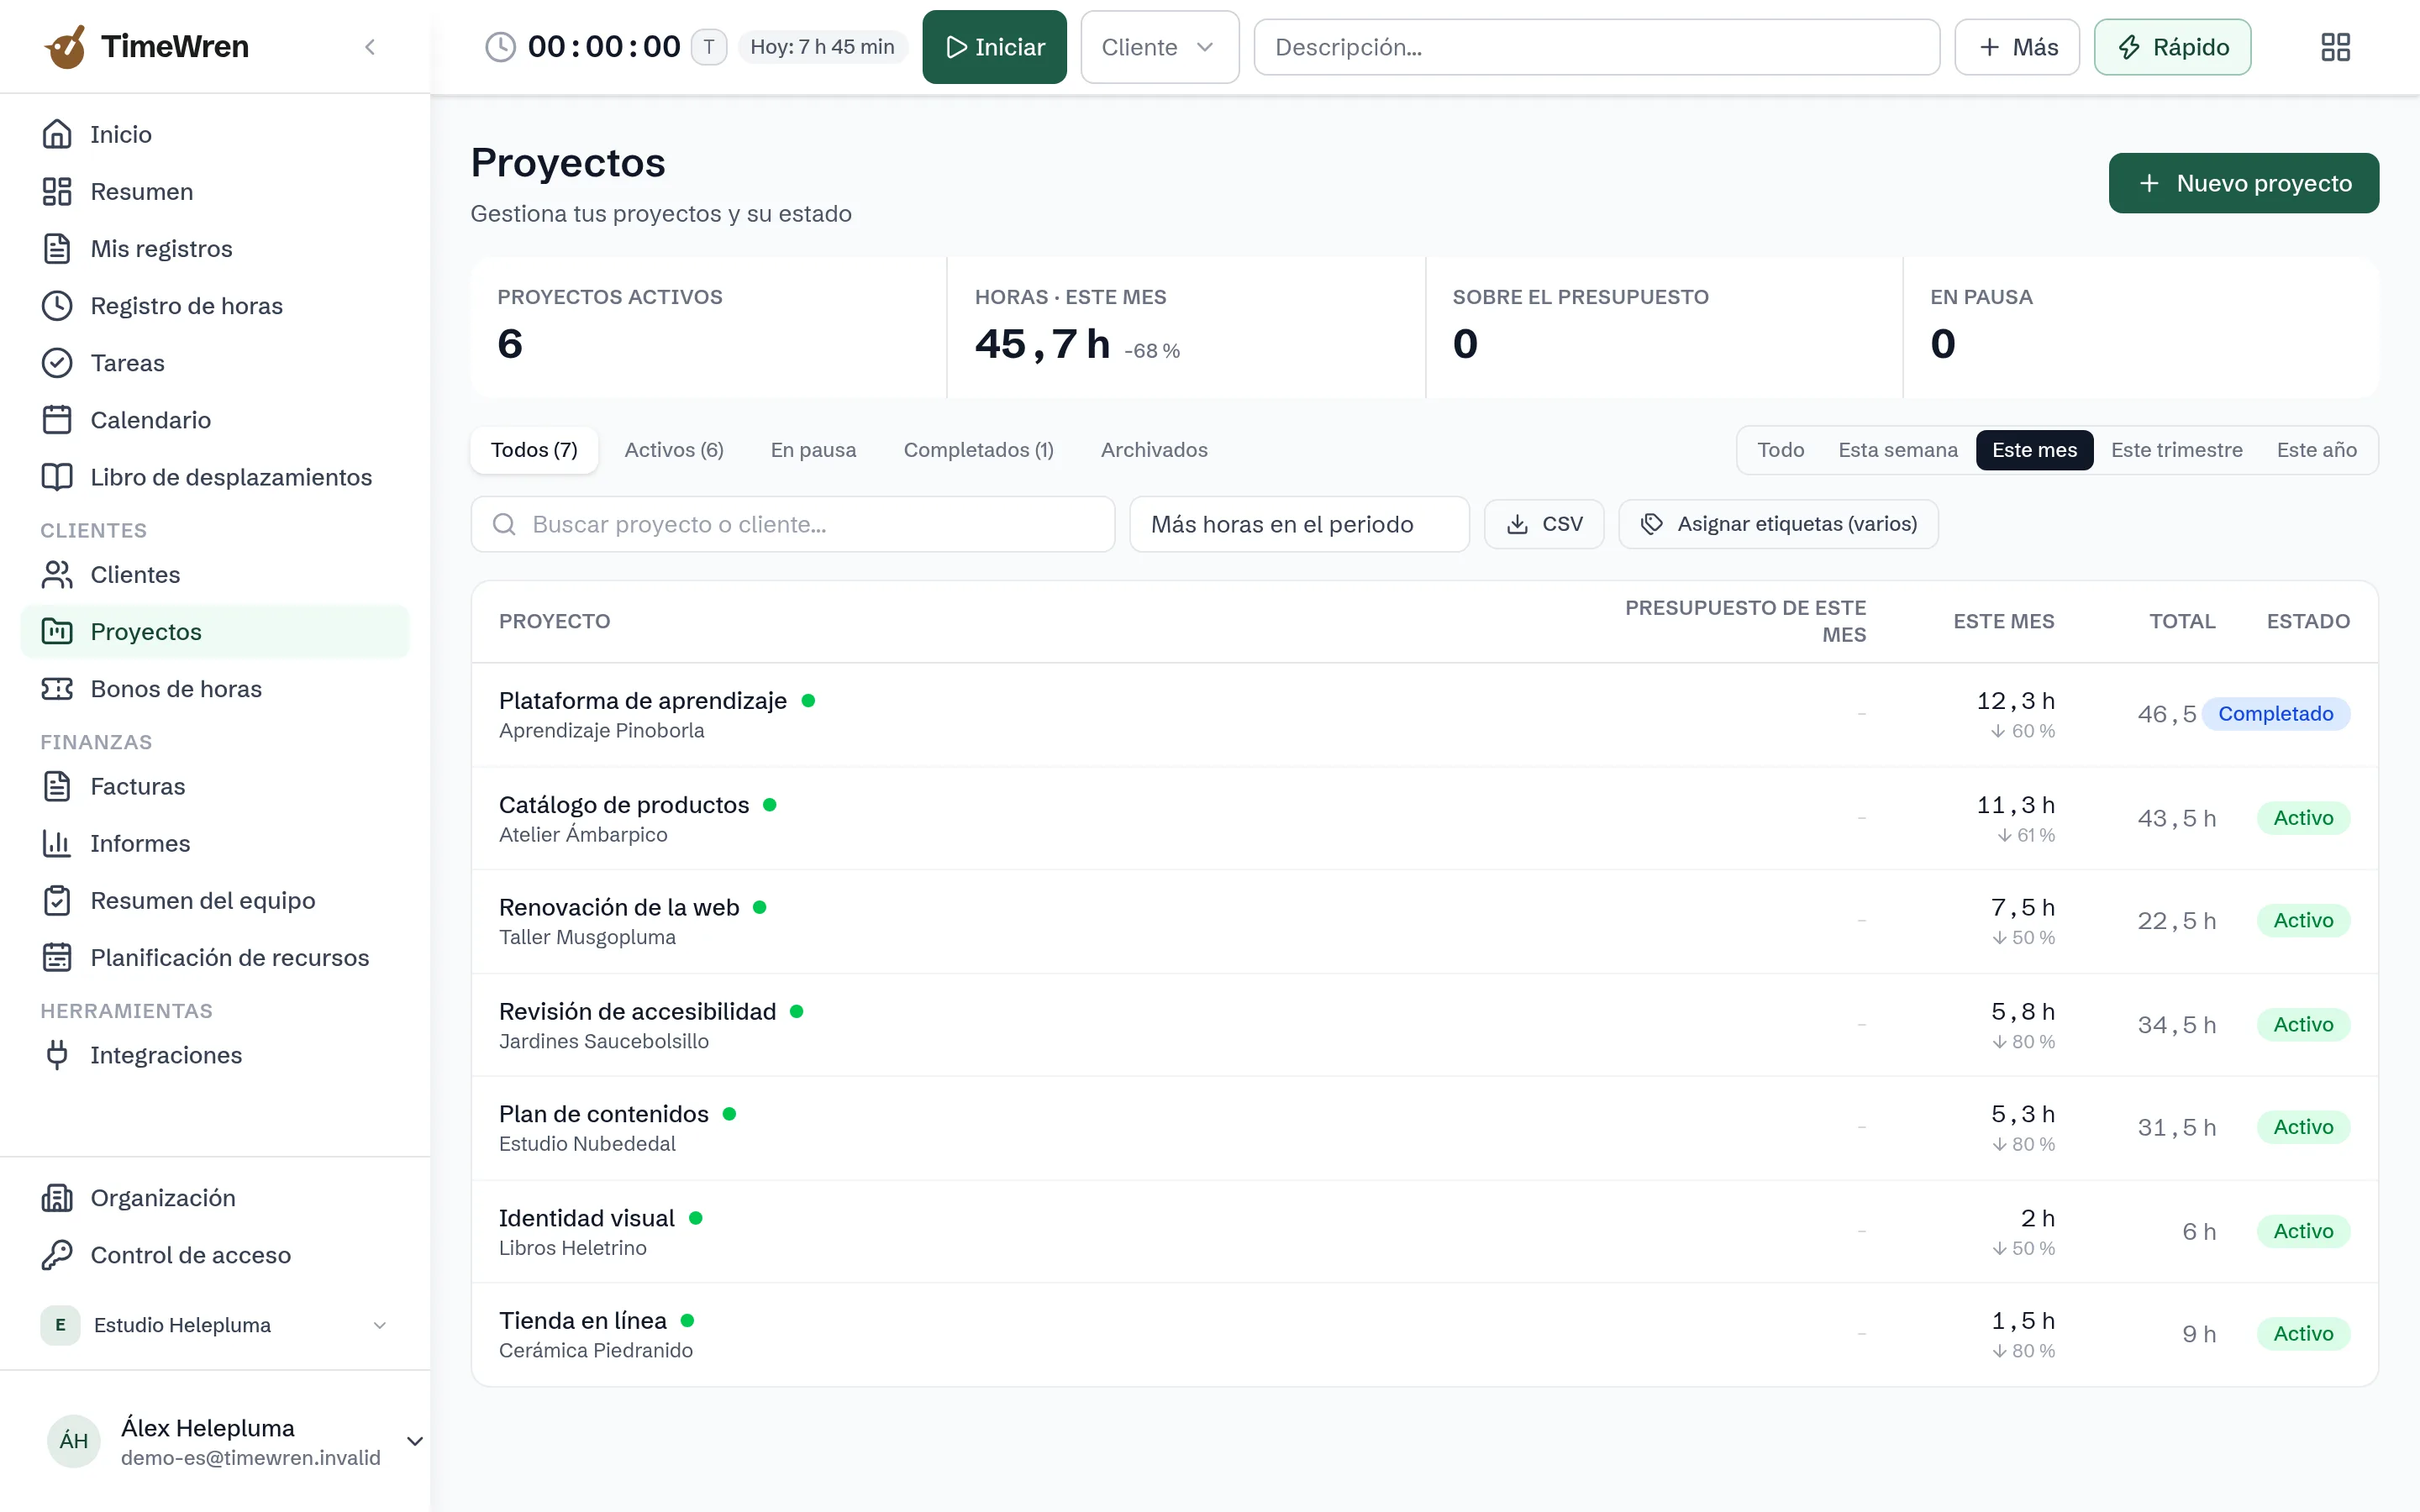 TimeWren
00:00:00 T Hoy: 7 h 45 min Iniciar Cliente Descripción... Más Rápido
Inicio
Resumen
Mis registros
Registro de horas
Tareas
Calendario
Libro de desplazamientos
CLIENTES
Clientes
Proyectos
Bonos de horas
FINANZAS
Facturas
Informes
Resumen del equipo
Planificación de recursos
HERRAMIENTAS
Integraciones
Organización
Control de acceso
E Estudio Helepluma
ÁH Álex Helepluma
demo-es@timewren.invalid
Proyectos
Gestiona tus proyectos y su estado
Nuevo proyecto
PROYECTOS ACTIVOS
6
HORAS · ESTE MES
45,7 h -68 %
SOBRE EL PRESUPUESTO
0
EN PAUSA
0
Todos (7) Activos (6) En pausa Completados (1) Archivados
Todo Esta semana Este mes Este trimestre Este año
Buscar proyecto o cliente... Más horas en el periodo CSV Asignar etiquetas (varios)
PROYECTO PRESUPUESTO DE ESTE MES ESTE MES TOTAL ESTADO
Plataforma de aprendizaje
Aprendizaje Pinoborla
– 12,3 h
↓ 60 %
46,5 Completado
Catálogo de productos
Atelier Ámbarpico
– 11,3 h
↓ 61 %
43,5 h Activo
Renovación de la web
Taller Musgopluma
– 7,5 h
↓ 50 %
22,5 h Activo
Revisión de accesibilidad
Jardines Saucebolsillo
– 5,8 h
↓ 80 %
34,5 h Activo
Plan de contenidos
Estudio Nubededal
– 5,3 h
↓ 80 %
31,5 h Activo
Identidad visual
Libros Heletrino
– 2 h
↓ 50 %
6 h Activo
Tienda en línea
Cerámica Piedranido
– 1,5 h
↓ 80 %
9 h Activo